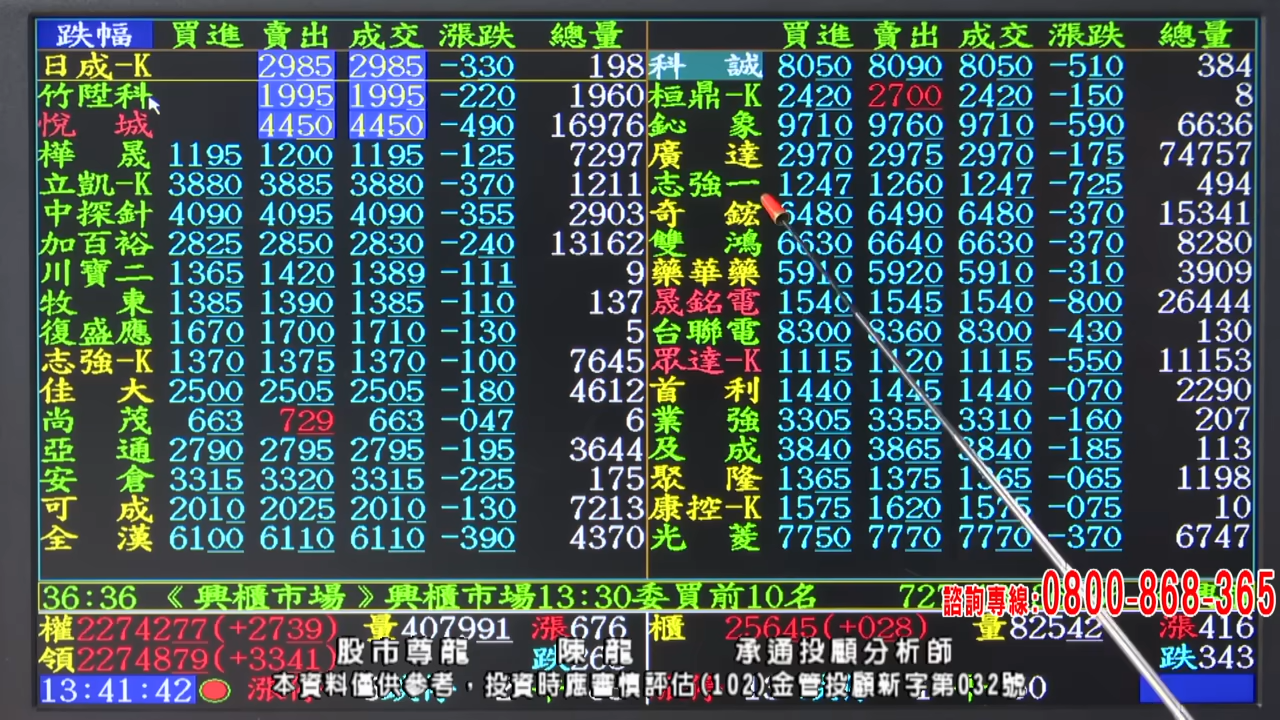 跌幅 買進 賣出 成交 漲跌 總量 買進 賣出 成交 漲跌 總量
日成-K 2985 2985 -330 198 科誠 8050 8090 8050 -510 384
竹陞科 1995 1995 -220 1960 桓鼎-K 2420 2700 2420 -150 8
悅城 4450 4450 -490 16976 鈊象 9710 9760 9710 -590 6636
樺晟 1195 1200 1195 -125 7297 廣達 2970 2975 2970 -175 74757
立凱-K 3880 3885 3880 -370 1211 志強一 1247 1260 1247 -725 494
中探針 4090 4095 4090 -355 2903 奇鋐 6480 6490 6480 -370 15341
加百裕 2825 2850 2830 -240 13162 雙鴻 6630 6640 6630 -370 8280
川寶二 1365 1420 1389 -111 9 藥華藥 5910 5920 5910 -310 3909
牧東 1385 1390 1385 -110 137 晟銘電 1540 1545 1540 -800 26444
復盛應 1670 1700 1710 -130 5 台聯電 8300 8360 8300 -430 130
志強-K 1370 1375 1370 -100 7645 眾達-K 1115 1120 1115 -550 11153
佳大 2500 2505 2505 -180 4612 首利 1440 1445 1440 -070 2290
尚茂 663 729 663 -047 6 業強 3305 3355 3310 -160 207
亞通 2790 2795 2795 -195 3644 及成 3840 3865 3840 -185 113
安倉 3315 3320 3315 -225 175 聚隆 1365 1375 1365 -065 1198
可成 2010 2025 2010 -130 7213 康控-K 1575 1620 1575 -075 10
全漢 6100 6110 6110 -390 4370 光菱 7750 7770 7750 -370 6747
36:36 《興櫃市場》興櫃市場13:30委買前10名
諮詢專線:0800-868-365
權2274277(+2739) 量407991 漲676 櫃 25645(+028) 量82542 漲416
領2274879(+3341) 跌 跌343
股市尊龍 陳龍 承通投顧分析師
13:41:42
本資料僅供參考，投資時應審慎評估(102)金管投顧新字第032號